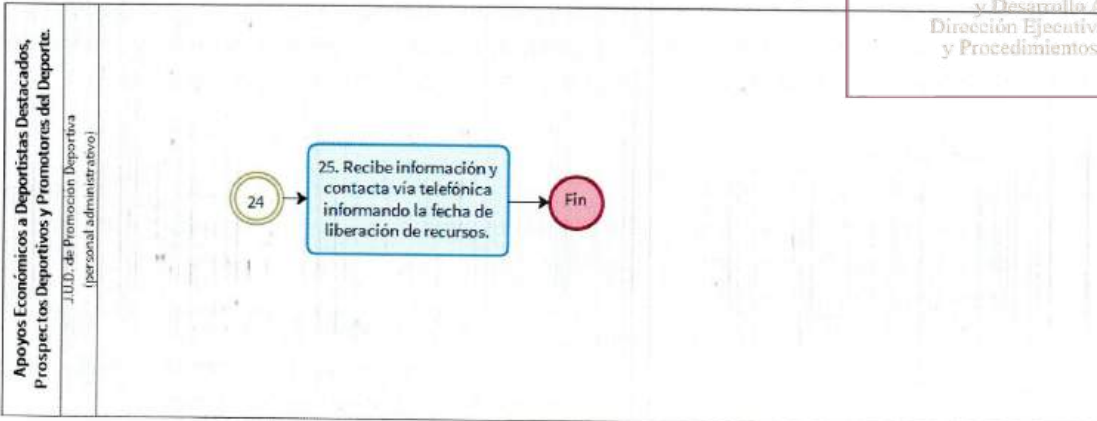 y Desarrollo
Dirección Ejecutiv
y Procedimientos
Apoyos Económicos a Deportistas Destacados,
Prospectos Deportivos y Promotores del Deporte.
J.U.D. de Promoción Deportiva
(personal administrativo)
24
25. Recibe información y
contacta vía telefónica
informando la fecha de
liberación de recursos.
Fin